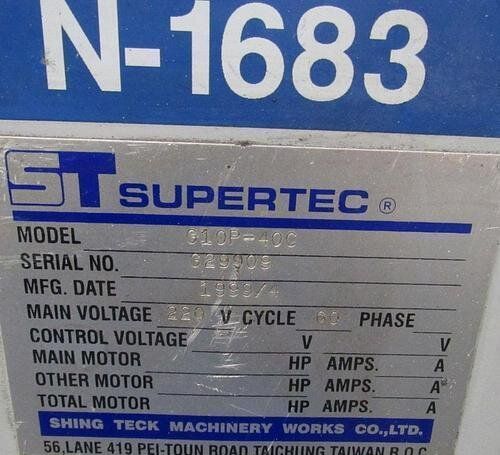 N-1683
ST SUPERTEC ®
MODEL G10P-40C
SERIAL NO. G29909
MFG. DATE 1999/4
MAIN VOLTAGE 220 V CYCLE 60 PHASE
CONTROL VOLTAGE V V
MAIN MOTOR HP AMPS. A
OTHER MOTOR HP AMPS. A
TOTAL MOTOR HP AMPS. A
SHING TECK MACHINERY WORKS CO.,LTD.
56,LANE 419 PEI-TOUN ROAD TAICHUNG TAIWAN R.O.C